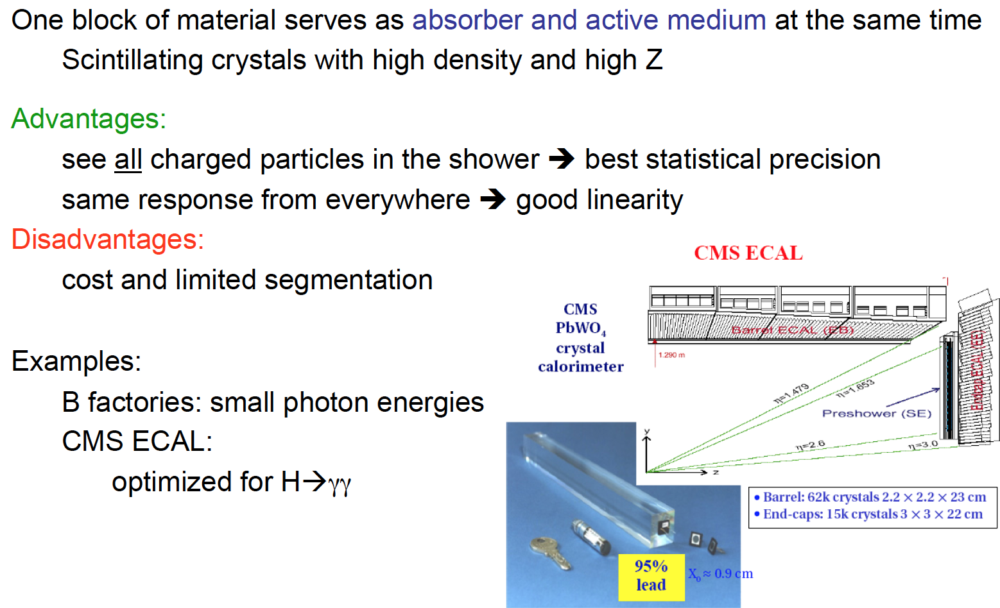 One block of material serves as absorber and active medium at the same time
Scintillating crystals with high density and high Z
Advantages:
see all charged particles in the shower ➔ best statistical precision
same response from everywhere ➔ good linearity
Disadvantages:
cost and limited segmentation
Examples:
B factories: small photon energies
CMS ECAL:
optimized for H→γγ
CMS ECAL
CMS
PbWO₄
crystal
calorimeter
Barrel ECAL (EB)
1.290 m
η=1.479
η=1.653
Preshower (SE)
η=2.6
η=3.0
y
z
• Barrel: 62k crystals 2.2 × 2.2 × 23 cm
• End-caps: 15k crystals 3 × 3 × 22 cm
95%
lead
X₀ ≈ 0.9 cm